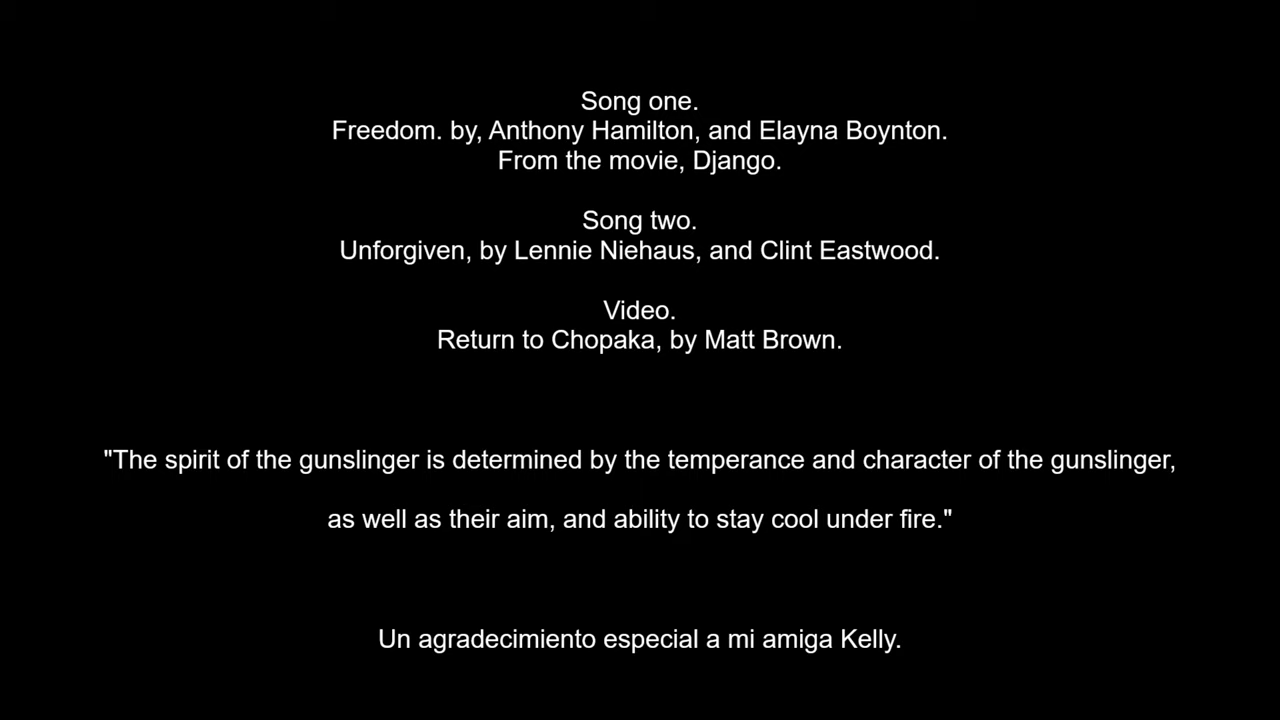 Song one.
Freedom. by, Anthony Hamilton, and Elayna Boynton.
From the movie, Django.
Song two.
Unforgiven, by Lennie Niehaus, and Clint Eastwood.
Video.
Return to Chopaka, by Matt Brown.
"The spirit of the gunslinger is determined by the temperance and character of the gunslinger,
as well as their aim, and ability to stay cool under fire."
Un agradecimiento especial a mi amiga Kelly.